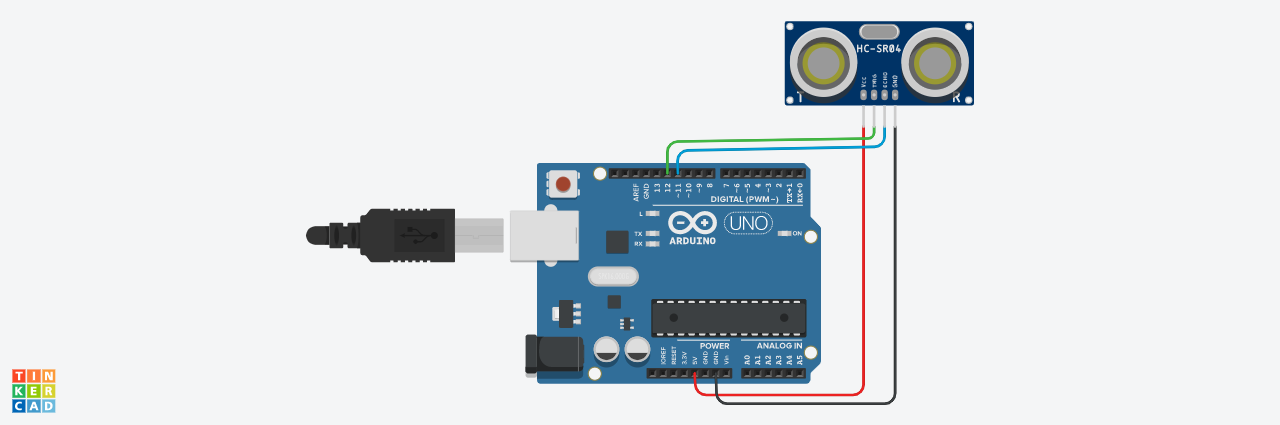 HC-SR04
VCC
TRIG
ECHO
GND
T
R
AREF
GND
13
12
~11
~10
~9
8
7
~6
~5
4
~3
2
TX→1
RX←0
DIGITAL (PWM~)
L
TX
RX
ARDUINO
UNO
ON
POWER
ANALOG IN
IOREF
RESET
3.3V
5V
GND
GND
Vin
A0
A1
A2
A3
A4
A5
TIN
KER
CAD